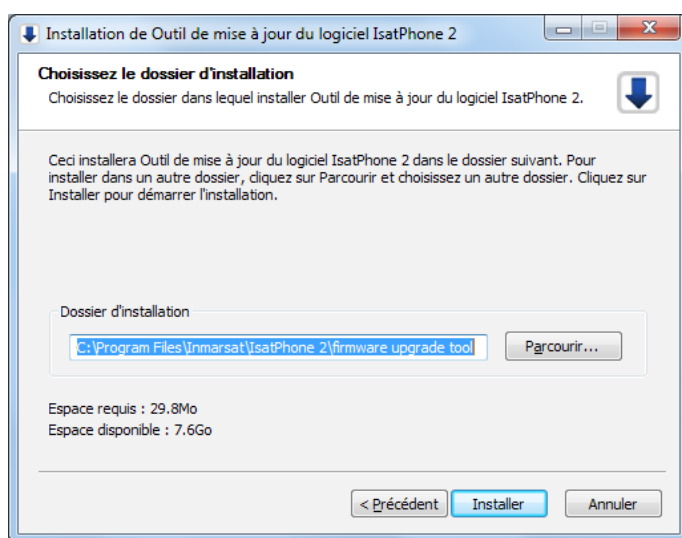 Installation de Outil de mise à jour du logiciel IsatPhone 2
Choisissez le dossier d'installation
Choisissez le dossier dans lequel installer Outil de mise à jour du logiciel IsatPhone 2.
Ceci installera Outil de mise à jour du logiciel IsatPhone 2 dans le dossier suivant. Pour
installer dans un autre dossier, cliquez sur Parcourir et choisissez un autre dossier. Cliquez sur
Installer pour démarrer l'installation.
Dossier d'installation
C:\Program Files\Inmarsat\IsatPhone 2\firmware upgrade tool
Parcourir...
Espace requis : 29.8Mo
Espace disponible : 7.6Go
< Précédent Installer Annuler